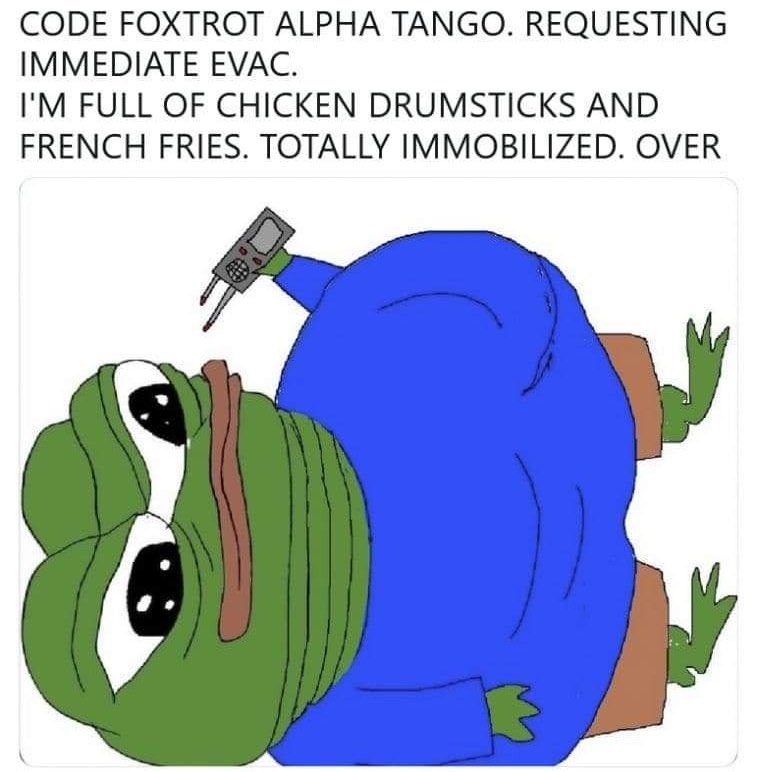 CODE FOXTROT ALPHA TANGO. REQUESTING
IMMEDIATE EVAC.
I'M FULL OF CHICKEN DRUMSTICKS AND
FRENCH FRIES. TOTALLY IMMOBILIZED. OVER